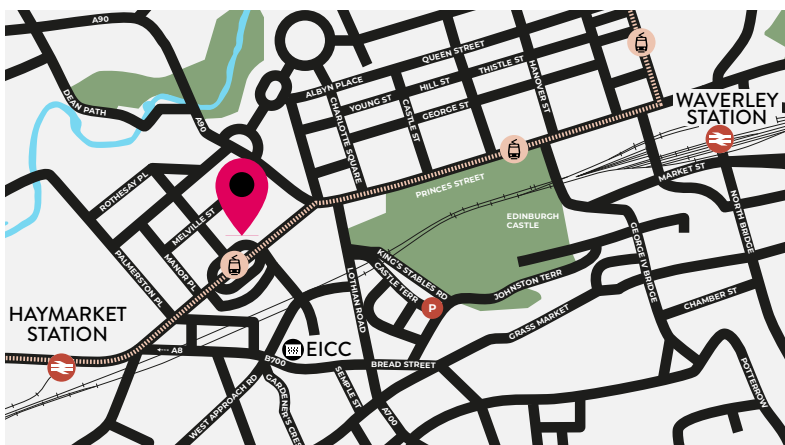 A90
QUEEN STREET
ALBYN PLACE
THISTLE ST
HILL ST
YOUNG ST
HANOVER ST
DEAN PATH
CASTLE ST
GEORGE ST
CHARLOTTE SQUARE
WAVERLEY
STATION
A90
MARKET ST
ROTHESAY PL
PRINCES STREET
MELVILLE ST
NORTH BRIDGE
EDINBURGH
CASTLE
GEORGE IV BRIDGE
PALMERSTON PL
MANOR PL
KING'S STABLES RD
CASTLE TERR
JOHNSTON TERR
LOTHIAN ROAD
CHAMBER ST
P
HAYMARKET
STATION
GRASS MARKET
EICC
A8
B700
BREAD STREET
POTTERROW
WEST APPROACH RD
GARDENER'S CRES
SEMPLE ST
A700